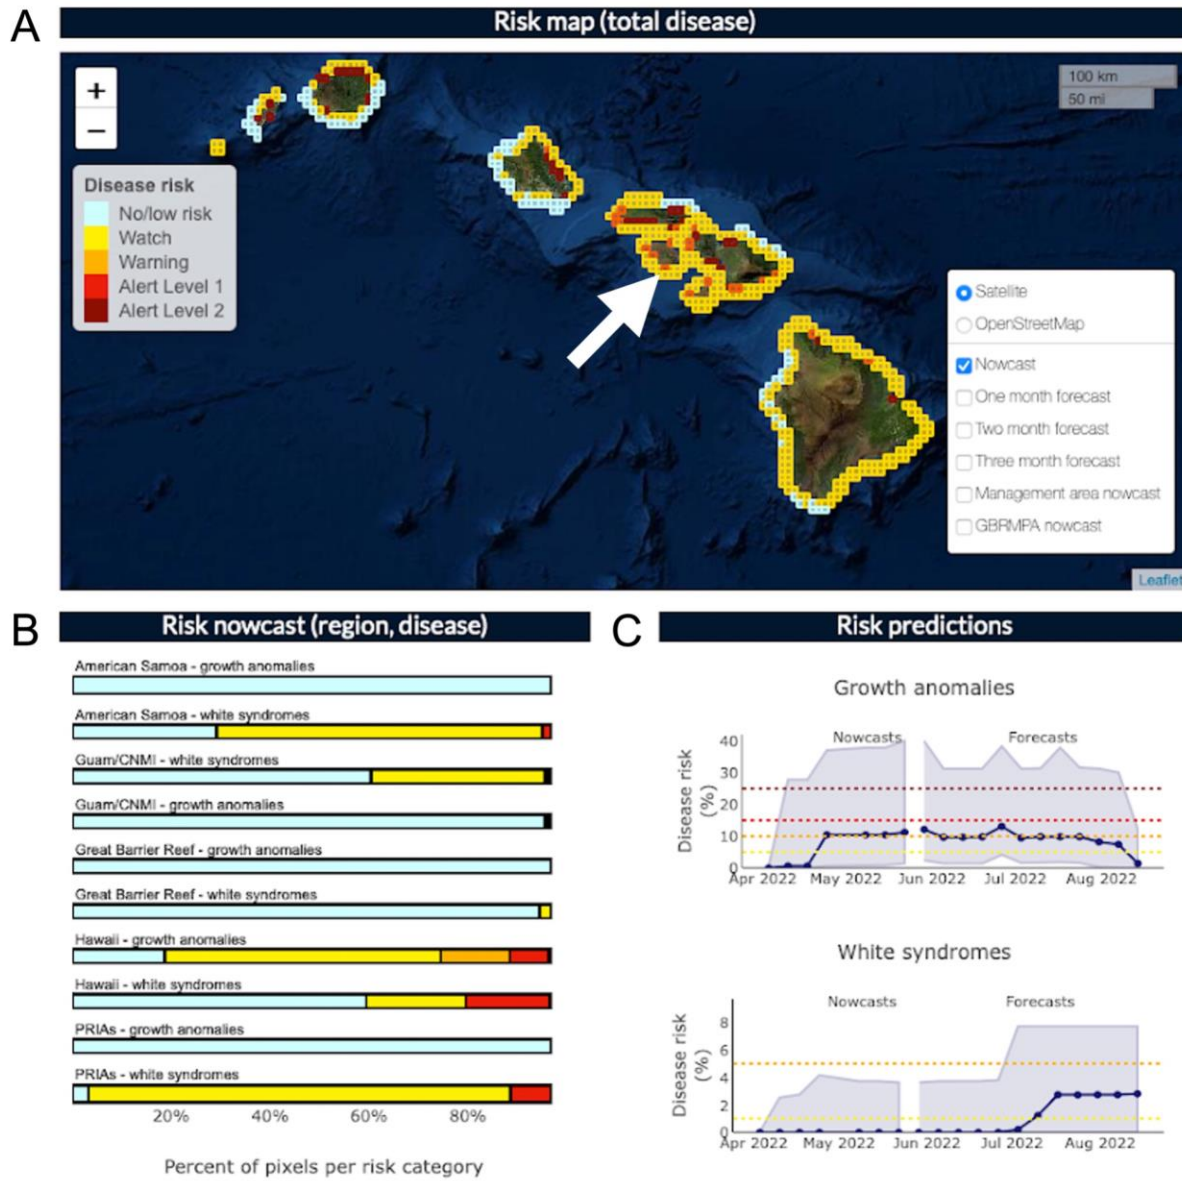 A
Risk map (total disease)
+
−
100 km
50 mi
Disease risk
No/low risk
Watch
Warning
Alert Level 1
Alert Level 2
Satellite
OpenStreetMap
Nowcast
One month forecast
Two month forecast
Three month forecast
Management area nowcast
GBRMPA nowcast
Leaflet
B
Risk nowcast (region, disease)
American Samoa - growth anomalies
American Samoa - white syndromes
Guam/CNMI - white syndromes
Guam/CNMI - growth anomalies
Great Barrier Reef - growth anomalies
Great Barrier Reef - white syndromes
Hawaii - growth anomalies
Hawaii - white syndromes
PRIAs - growth anomalies
PRIAs - white syndromes
20% 40% 60% 80%
Percent of pixels per risk category
C
Risk predictions
Growth anomalies
Nowcasts Forecasts
Disease risk
(%)
40
30
20
10
0
Apr 2022 May 2022 Jun 2022 Jul 2022 Aug 2022
White syndromes
Nowcasts Forecasts
Disease risk
(%)
8
6
4
2
0
Apr 2022 May 2022 Jun 2022 Jul 2022 Aug 2022